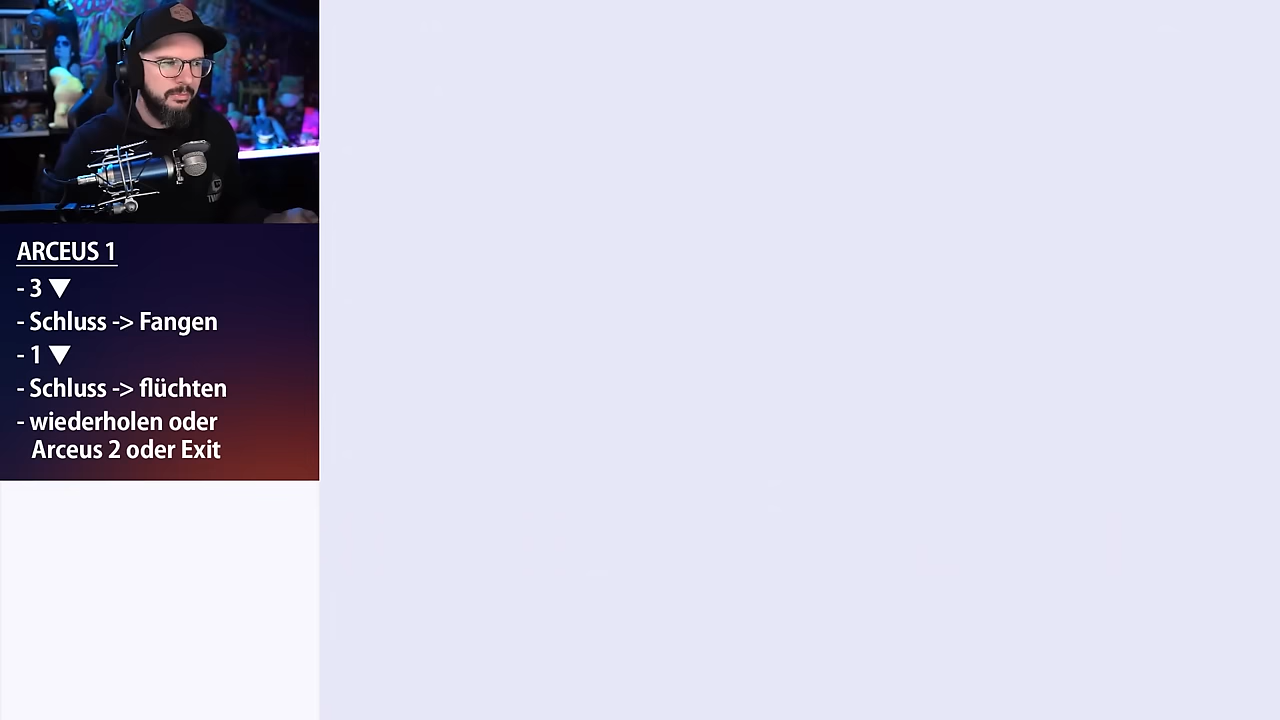 ARCEUS 1
- 3 ▼
- Schluss -> Fangen
- 1 ▼
- Schluss -> flüchten
- wiederholen oder
Arceus 2 oder Exit